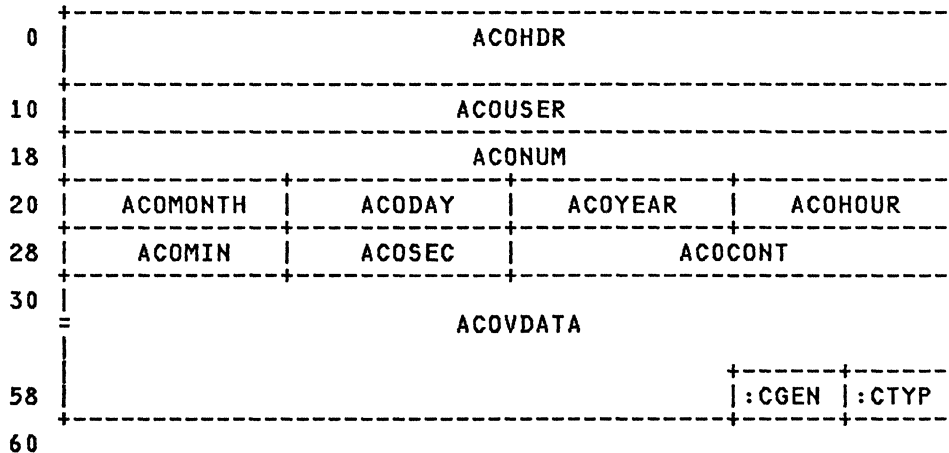 0 ACOHDR
10 ACOUSER
18 ACONUM
20 ACOMONTH ACODAY ACOYEAR ACOHOUR
28 ACOMIN ACOSEC ACOCONT
30
ACOVDATA
58 :CGEN :CTYP
60